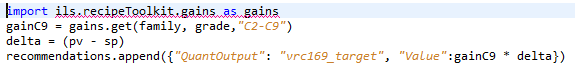 import ils.recipeToolkit.gains as gains
gainC9 = gains.get(family, grade,"C2-C9")
delta = (pv - sp)
recommendations.append({"QuantOutput": "vrc169_target", "Value":gainC9 * delta})